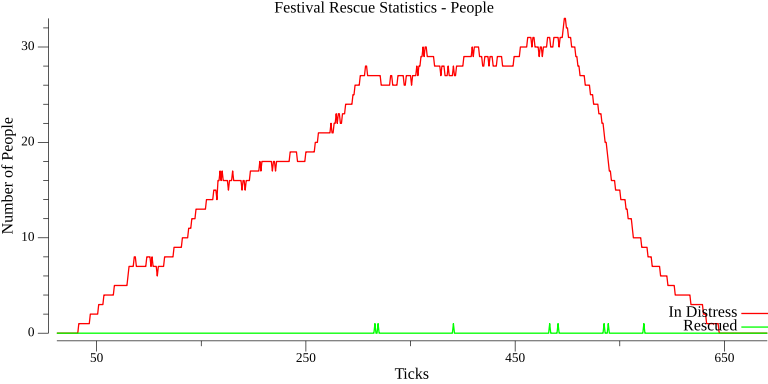 Festival Rescue Statistics - People
Number of People
30
20
10
0
In Distress
Rescued
50
250
450
650
Ticks